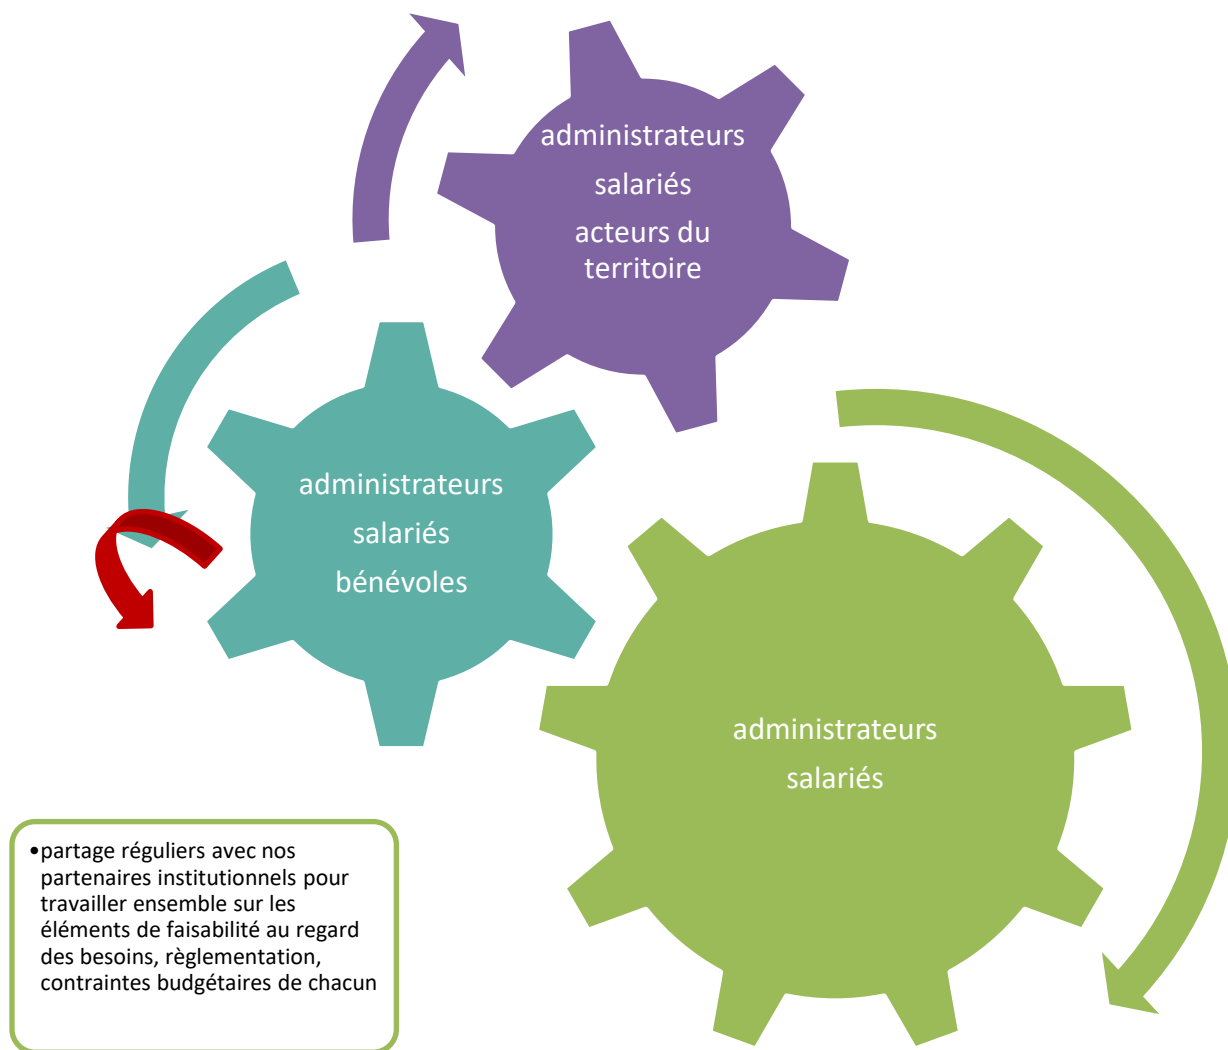 administrateurs
salariés
acteurs du
territoire
administrateurs
salariés
bénévoles
administrateurs
salariés
•partage réguliers avec nos
partenaires institutionnels pour
travailler ensemble sur les
éléments de faisabilité au regard
des besoins, règlementation,
contraintes budgétaires de chacun